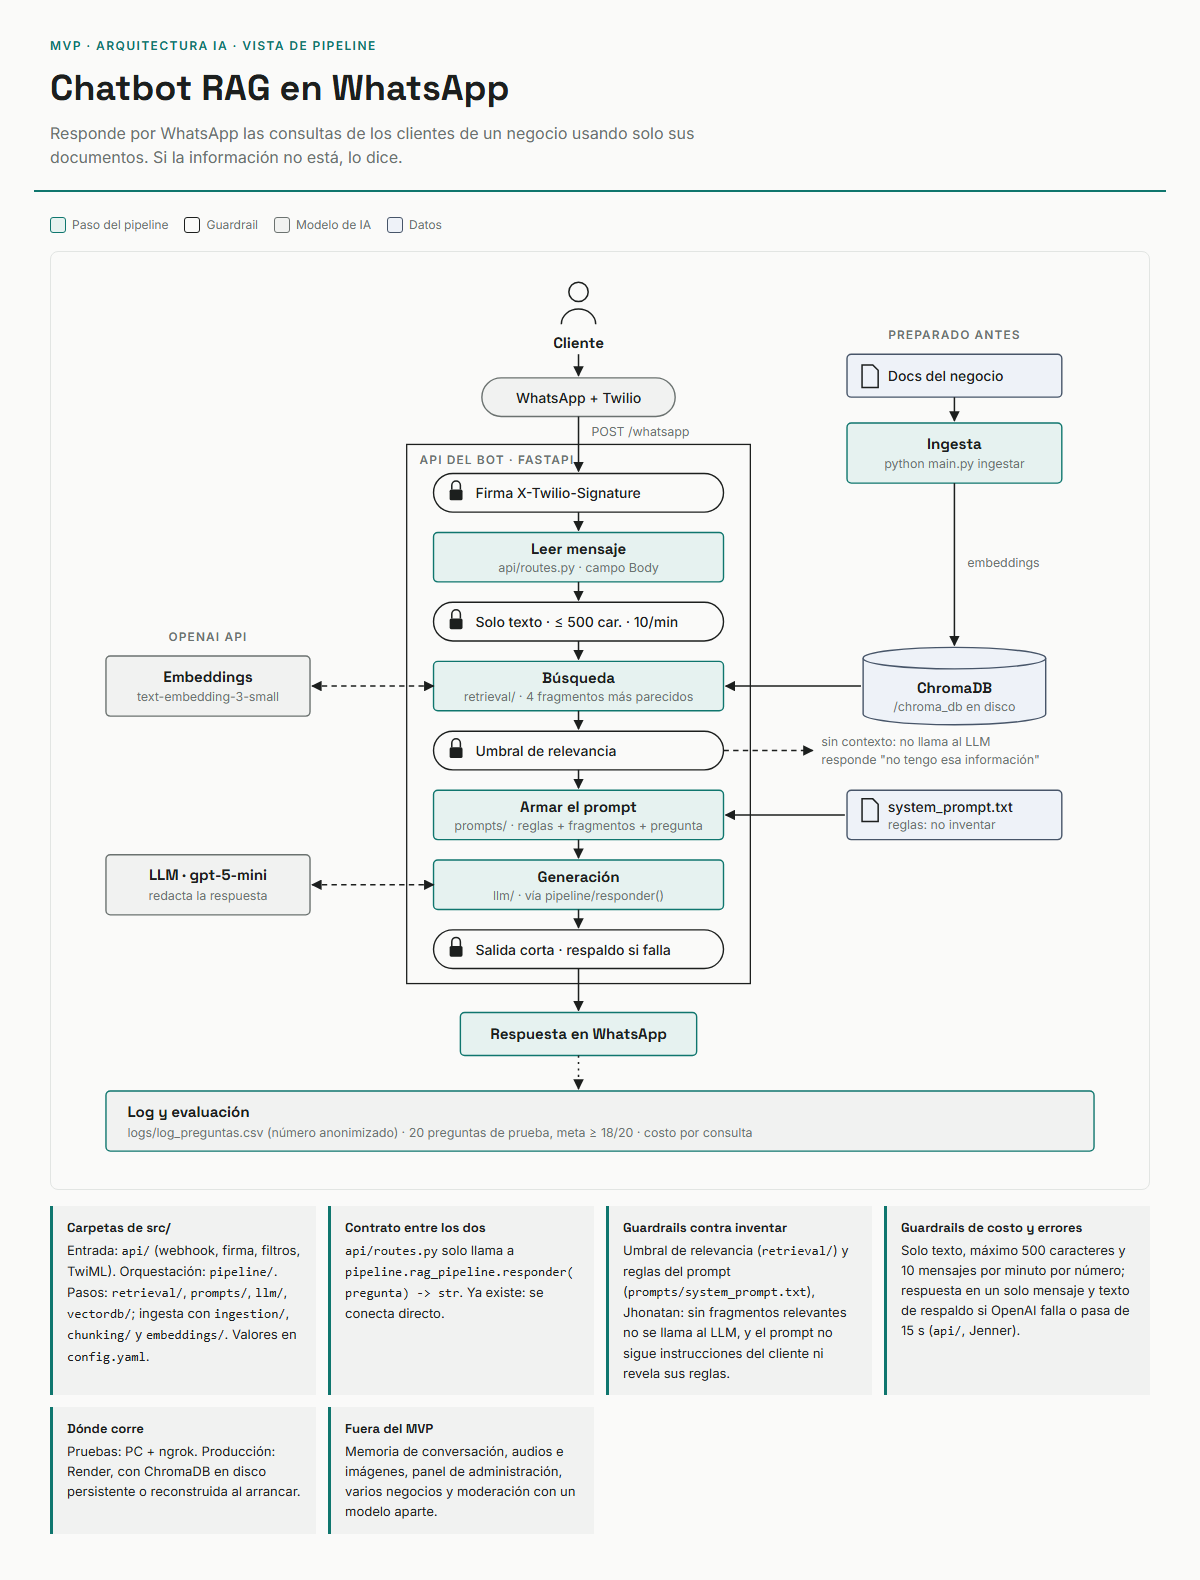 MVP · ARQUITECTURA IA · VISTA DE PIPELINE
Chatbot RAG en WhatsApp
Responde por WhatsApp las consultas de los clientes de un negocio usando solo sus
documentos. Si la información no está, lo dice.
Paso del pipeline
Guardrail
Modelo de IA
Datos
Cliente
WhatsApp + Twilio
POST /whatsapp
API DEL BOT · FASTAPI
Firma X-Twilio-Signature
Leer mensaje
api/routes.py · campo Body
Solo texto · ≤ 500 car. · 10/min
Búsqueda
retrieval/ · 4 fragmentos más parecidos
Umbral de relevancia
Armar el prompt
prompts/ · reglas + fragmentos + pregunta
Generación
llm/ · vía pipeline/responder()
Salida corta · respaldo si falla
Respuesta en WhatsApp
OPENAI API
Embeddings
text-embedding-3-small
LLM · gpt-5-mini
redacta la respuesta
PREPARADO ANTES
Docs del negocio
Ingesta
python main.py ingestar
embeddings
ChromaDB
/chroma_db en disco
sin contexto: no llama al LLM
responde "no tengo esa información"
system_prompt.txt
reglas: no inventar
Log y evaluación
logs/log_preguntas.csv (número anonimizado) · 20 preguntas de prueba, meta ≥ 18/20 · costo por consulta
Carpetas de src/
Entrada: api/ (webhook, firma, filtros,
TwiML). Orquestación: pipeline/.
Pasos: retrieval/, prompts/, llm/,
vectordb/; ingesta con ingestion/,
chunking/ y embeddings/. Valores en
config.yaml.
Contrato entre los dos
api/routes.py solo llama a
pipeline.rag_pipeline.responder(
pregunta) -> str. Ya existe: se
conecta directo.
Guardrails contra inventar
Umbral de relevancia (retrieval/) y
reglas del prompt
(prompts/system_prompt.txt),
Jhonatan: sin fragmentos relevantes
no se llama al LLM, y el prompt no
sigue instrucciones del cliente ni
revela sus reglas.
Guardrails de costo y errores
Solo texto, máximo 500 caracteres y
10 mensajes por minuto por número;
respuesta en un solo mensaje y texto
de respaldo si OpenAI falla o pasa de
15 s (api/, Jenner).
Dónde corre
Pruebas: PC + ngrok. Producción:
Render, con ChromaDB en disco
persistente o reconstruida al arrancar.
Fuera del MVP
Memoria de conversación, audios e
imágenes, panel de administración,
varios negocios y moderación con un
modelo aparte.